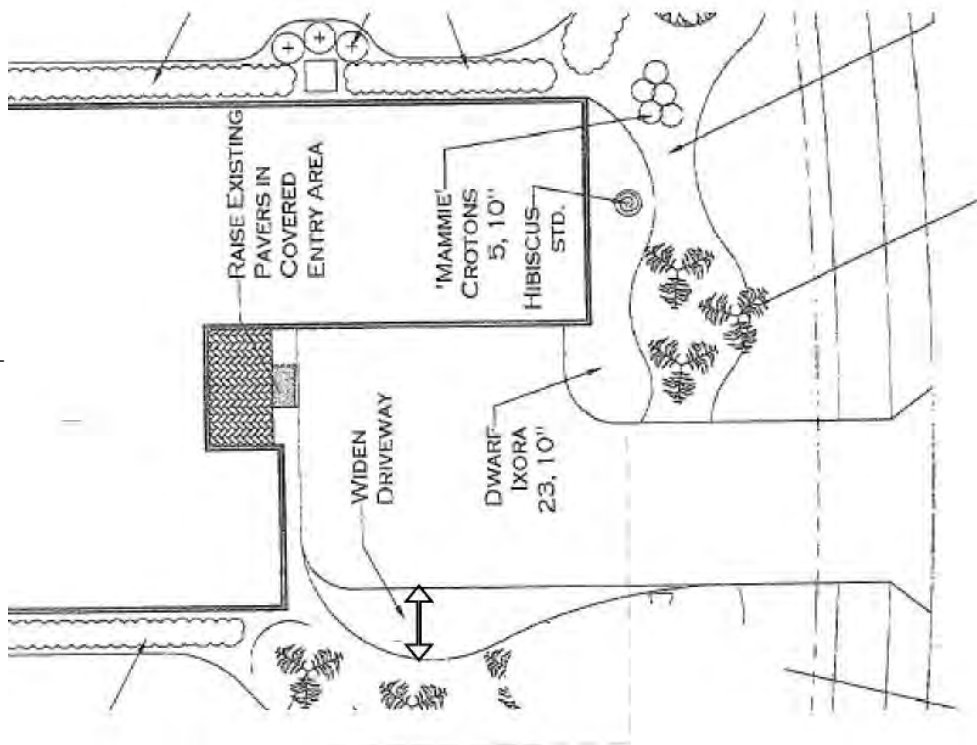 RAISE EXISTING
PAVERS IN
COVERED
ENTRY AREA
'MAMMIE'
CROTONS
5, 10"
HIBISCUS
STD.
WIDEN
DRIVEWAY
DWARF
IXORA
23, 10"